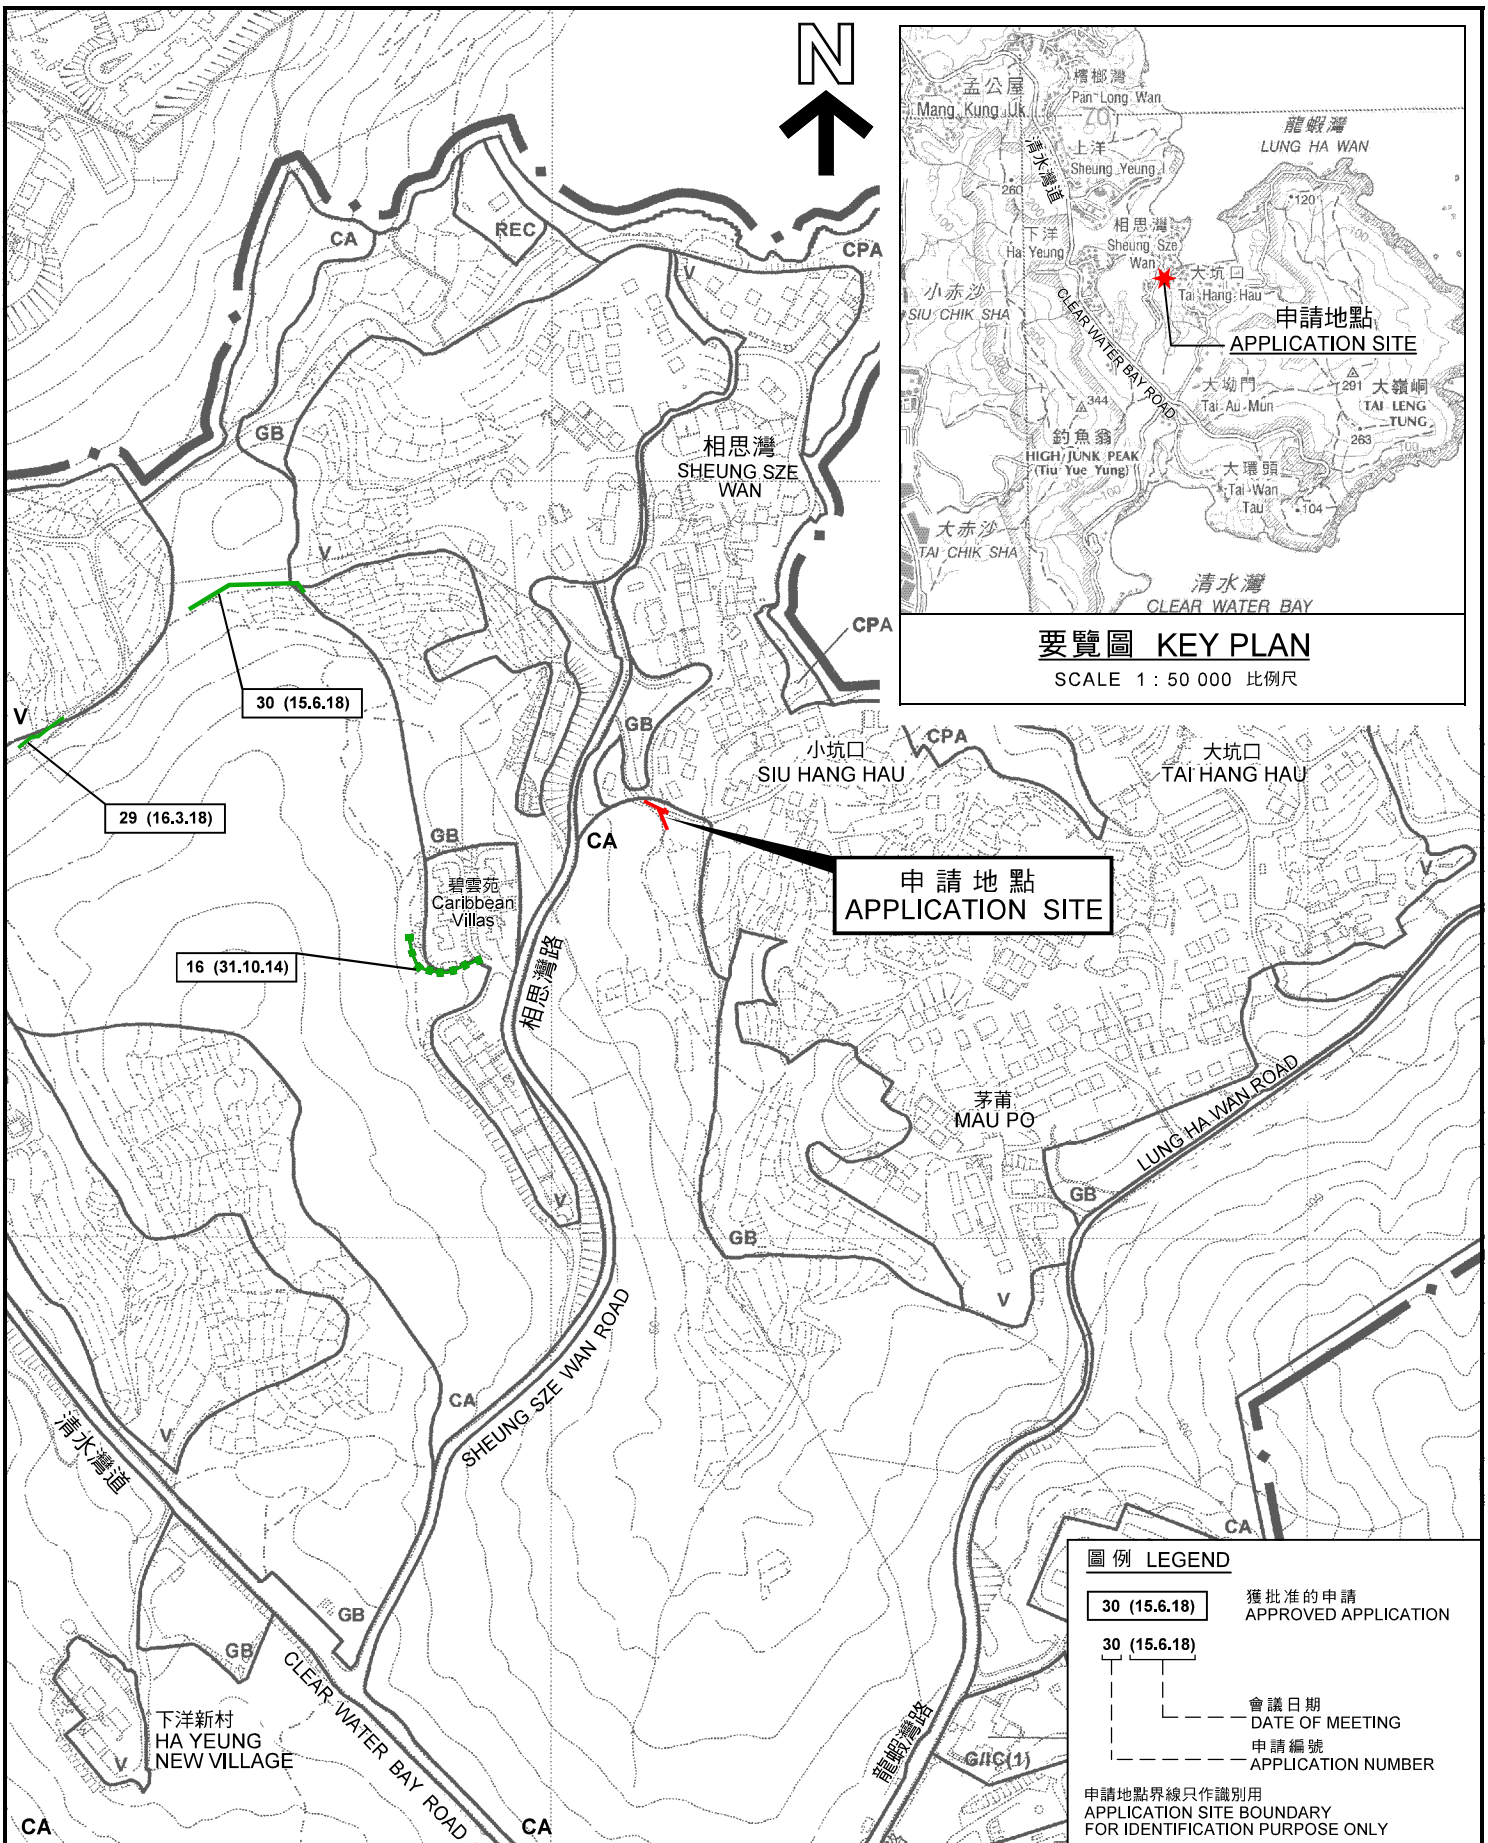 N
孟公屋
Mang Kung Uk
檳榔灣
Pan Long Wan
70
龍蝦灣
LUNG HA WAN
上洋
Sheung Yeung
清水灣道
260
200
120
100
相思灣
Sheung Sze
Wan
下洋
Ha Yeung
大坑口
Tai Hang Hau
小赤沙
SIU CHIK SHA
申請地點
APPLICATION SITE
CLEAR WATER BAY ROAD
344
大坳門
Tai Au Mun
291
大嶺峒
TAI LENG
TUNG
263
釣魚翁
HIGH JUNK PEAK
(Tiu Yue Yung)
大環頭
Tai Wan
Tau
104
100
大赤沙
TAI CHIK SHA
清水灣
CLEAR WATER BAY
要覽圖 KEY PLAN
SCALE 1 : 50 000 比例尺
CA
REC
CPA
V
GB
相思灣
SHEUNG SZE
WAN
V
CPA
30 (15.6.18)
V
GB
小坑口
SIU HANG HAU
CPA
大坑口
TAI HANG HAU
29 (16.3.18)
GB
CA
碧雲苑
Caribbean
Villas
申請地點
APPLICATION SITE
V
16 (31.10.14)
相思灣路
茅莆
MAU PO
LUNG HA WAN ROAD
V
GB
GB
V
SHEUNG SZE WAN ROAD
CA
V
清水灣道
CA
GB
GB
CLEAR WATER BAY ROAD
下洋新村
HA YEUNG
NEW VILLAGE
V
龍蝦灣路
G/IC(1)
CA
CA
圖例 LEGEND
30 (15.6.18)
獲批准的申請
APPROVED APPLICATION
30 (15.6.18)
會議日期
DATE OF MEETING
申請編號
APPLICATION NUMBER
申請地點界線只作識別用
APPLICATION SITE BOUNDARY
FOR IDENTIFICATION PURPOSE ONLY